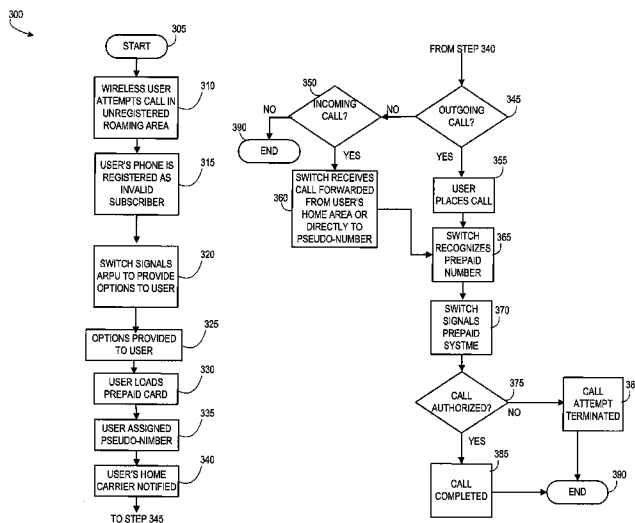 300
START
305
WIRELESS USER
ATTEMPTS CALL IN
UNREGISTERED
ROAMING AREA
310
USER'S PHONE IS
REGISTERED AS
INVALID
SUBSCRIBER
315
SWITCH SIGNALS
ARPU TO PROVIDE
OPTIONS TO USER
320
OPTIONS PROVIDED
TO USER
325
USER LOADS
PREPAID CARD
330
USER ASSIGNED
PSEUDO-NIMBER
335
USER'S HOME
CARRIER NOTIFIED
340
TO STEP 345
FROM STEP 340
OUTGOING
CALL?
345
NO
YES
350
INCOMING
CALL?
NO
YES
390
END
355
USER
PLACES CALL
360
SWITCH RECEIVES
CALL FORWARDED
FROM USER'S
HOME AREA OR
DIRECTLY TO
PSEUDO-NUMBER
SWITCH
RECOGNIZES
PREPAID
NUMBER
365
SWITCH
SIGNALS
PREPAID
SYSTME
370
CALL
AUTHORIZED?
375
NO
YES
CALL
ATTEMPT
TERMINATED
38
385
CALL
COMPLETED
END
390